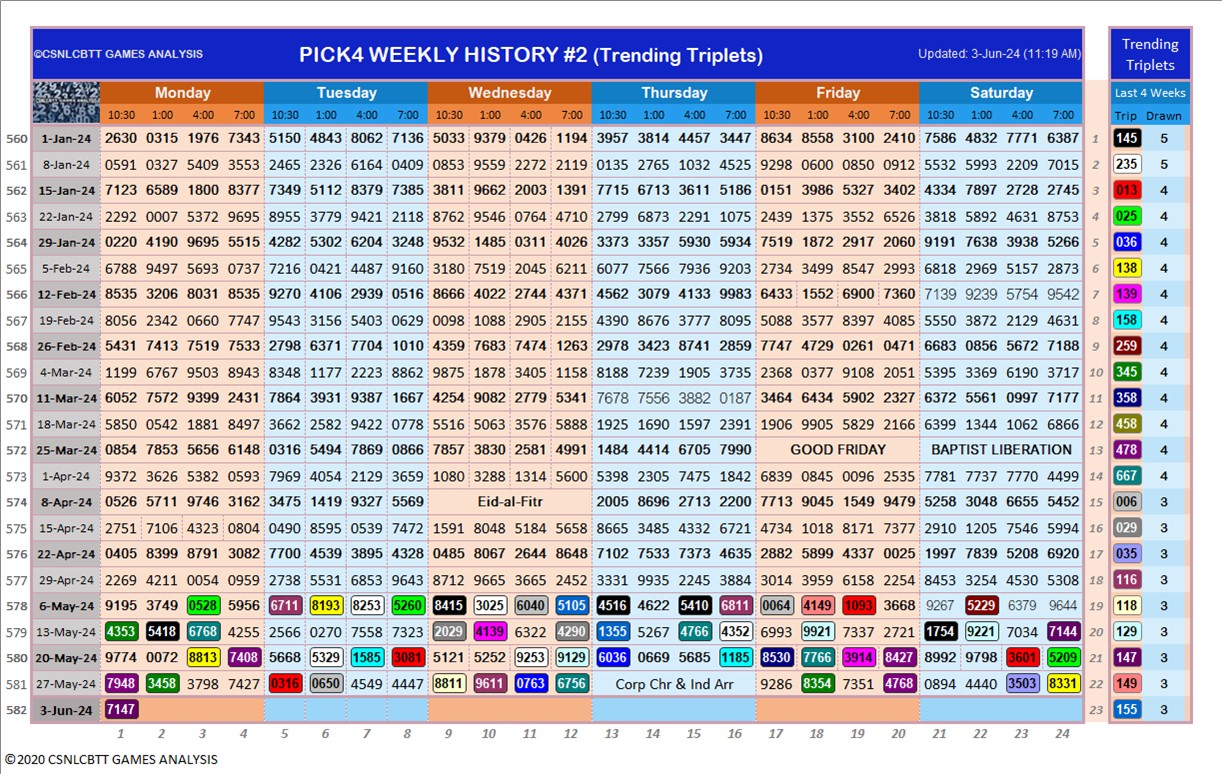 ©CSNLCBTT GAMES ANALYSIS PICK4 WEEKLY HISTORY #2 (Trending Triplets) Updated: 3-Jun-24 (11:19 AM) Trending Triplets
Monday Tuesday Wednesday Thursday Friday Saturday Last 4 Weeks
10:30 1:00 4:00 7:00 10:30 1:00 4:00 7:00 10:30 1:00 4:00 7:00 10:30 1:00 4:00 7:00 10:30 1:00 4:00 7:00 10:30 1:00 4:00 7:00 Trip Drawn
560 1-Jan-24 2630 0315 1976 7343 5150 4843 8062 7138 5033 9379 0426 1194 3957 3814 4457 3447 8634 8558 3100 2410 7586 4832 7771 6387 1 145 5
561 8-Jan-24 0591 0327 5409 3553 2465 2326 6164 0409 0853 9559 2272 2119 0135 2765 1032 4525 9298 0600 0850 0912 5532 5993 2209 7015 2 235 5
562 15-Jan-24 7123 6589 1800 8377 7349 5112 8379 7385 3811 9662 2003 1391 7715 6713 3611 5186 0151 3986 5327 3402 4334 7897 2728 2745 3 013 4
563 22-Jan-24 2292 0007 5372 9695 8955 3779 9421 2118 8762 9546 0764 4710 2799 6873 2291 1075 2439 1375 3552 6526 3818 5892 4631 8753 4 025 4
564 29-Jan-24 0220 4190 9695 5515 4282 5302 6204 3248 9532 1485 0311 4026 3373 3357 5930 5934 7519 1872 2917 2060 9191 7638 3938 5266 5 036 4
565 5-Feb-24 6788 9497 5693 0737 7216 0421 4487 9160 3180 7519 2045 6211 6077 7566 7936 9203 2734 3499 8547 2993 6818 2969 5157 2873 6 138 4
566 12-Feb-24 8535 3206 8031 8535 9270 4106 2939 0516 8666 4022 2744 4371 4562 3079 4133 9983 6433 1552 6900 7360 7139 9239 5754 9542 7 139 4
567 19-Feb-24 8056 2342 0660 7747 9543 3156 5403 0629 9098 1088 2905 2155 4390 8676 3777 8095 5088 3577 8397 4085 5550 3872 2129 4631 8 158 4
568 26-Feb-24 5431 7413 7519 7533 2798 6371 7704 1010 4359 7683 7474 1263 2978 3423 8741 2859 7747 4729 0261 0471 6683 0856 5672 7188 9 259 4
569 4-Mar-24 1199 6767 9503 8943 8348 1177 2223 8862 9875 1878 3405 1158 8188 7239 1905 3735 2368 0377 9108 2051 5395 3369 6190 3717 10 345 4
570 11-Mar-24 6052 7572 9399 2431 7864 3931 9387 1667 4254 9082 2779 5341 7678 7556 3882 0187 3464 6434 5902 2327 6372 5561 0997 7177 11 358 4
571 18-Mar-24 5850 0542 1881 8497 3662 2582 9422 0778 5516 5063 3576 5888 1925 1690 1597 2391 1906 9905 5829 2166 6399 1344 1062 6866 12 458 4
572 25-Mar-24 0854 7853 5656 6148 0316 5494 7869 0866 7857 3830 2581 4991 1484 4414 6705 7990 GOOD FRIDAY BAPTIST LIBERATION 13 478 4
573 1-Apr-24 9372 3626 5382 0593 7969 4054 2129 3656 1080 3288 1314 5600 5398 2305 7475 1842 6839 0845 0096 2535 7781 7737 7770 4499 14 667 4
574 8-Apr-24 0526 5711 9746 3162 3475 1419 9327 5569 Eid-al-Fitr 2005 8696 2713 2200 7713 9045 1549 9479 5258 3048 6655 5452 15 006 3
575 15-Apr-24 2751 7106 4323 0804 0490 8595 0539 7472 1591 8048 5184 5658 8665 3485 4332 6721 4734 1018 8171 7377 2910 1205 7546 5994 16 029 3
576 22-Apr-24 0405 8399 8791 3082 7700 4539 3895 4328 0485 8067 2644 8648 7102 7533 7373 4635 2882 5899 4337 0025 1997 7839 5208 6920 17 035 3
577 29-Apr-24 2269 4211 0054 0959 2738 5531 6853 9643 8712 9665 3665 2452 3331 9935 2245 3884 3014 3959 6158 2254 8453 3254 4530 5308 18 116 3
578 6-May-24 9195 3749 0528 5956 6711 8193 8253 5260 8415 3025 6040 5105 4516 4622 5410 6811 0064 4149 1093 3668 9267 5229 6379 9644 19 118 3
579 13-May-24 4353 5418 6768 4255 2566 0270 7558 7323 2029 4139 6322 4290 1355 5267 4766 4352 6993 9921 7337 2721 1754 9221 7034 7144 20 129 3
580 20-May-24 9774 0072 8813 7408 5668 5329 1585 3081 5121 5252 9253 9129 6036 0669 5685 1185 8530 7766 3914 8427 8992 9798 3601 5209 21 147 3
581 27-May-24 7948 3458 3798 7427 0316 0650 4549 4447 8811 9611 0763 6756 Corp Chr & Ind Arr 9286 8354 7351 4768 0894 4440 3503 8331 22 149 3
582 3-Jun-24 7147 23 155 3
1 2 3 4 5 6 7 8 9 10 11 12 13 14 15 16 17 18 19 20 21 22 23 24
©2020 CSNLCBTT GAMES ANALYSIS